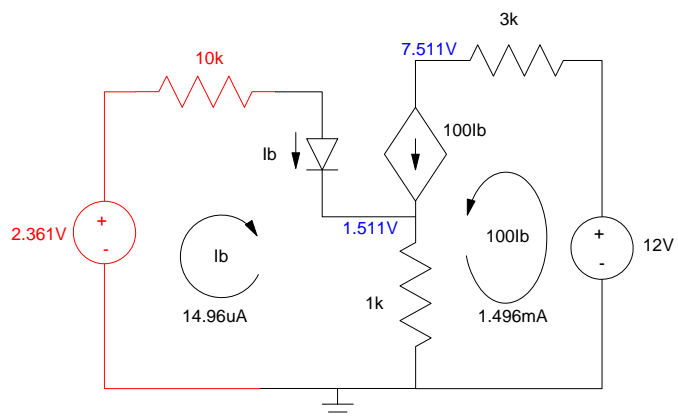 3k
7.511V
10k
100Ib
Ib
+
-
2.361V
1.511V
Ib
100Ib
+
-
12V
1k
14.96uA
1.496mA